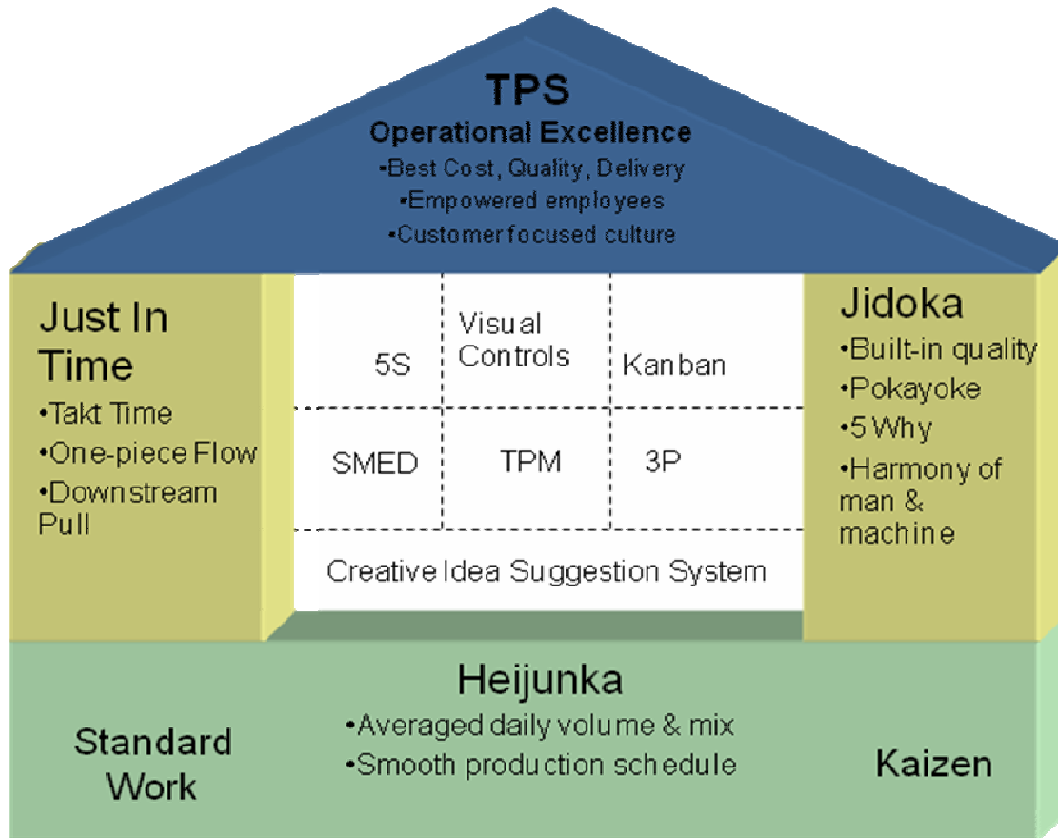 TPS
Operational Excellence
•Best Cost, Quality, Delivery
•Empowered employees
•Customer focused culture
Just In
Time
•Takt Time
•One-piece Flow
•Downstream
Pull
5S
Visual
Controls
Kanban
SMED
TPM
3P
Creative Idea Suggestion System
Jidoka
•Built-in quality
•Pokayoke
•5 Why
•Harmony of
man &
machine
Standard
Work
Heijunka
•Averaged daily volume & mix
•Smooth production schedule
Kaizen